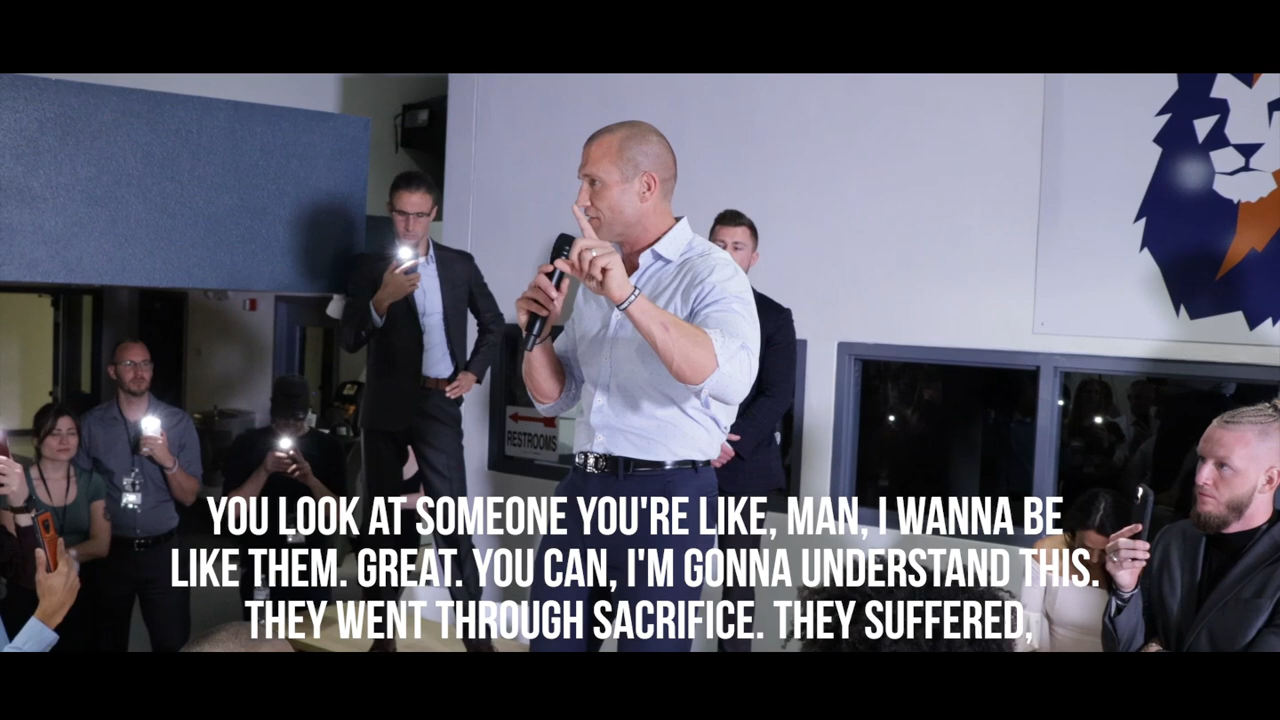 RESTROOMS
YOU LOOK AT SOMEONE YOU'RE LIKE, MAN, I WANNA BE
LIKE THEM. GREAT. YOU CAN, I'M GONNA UNDERSTAND THIS.
THEY WENT THROUGH SACRIFICE. THEY SUFFERED,